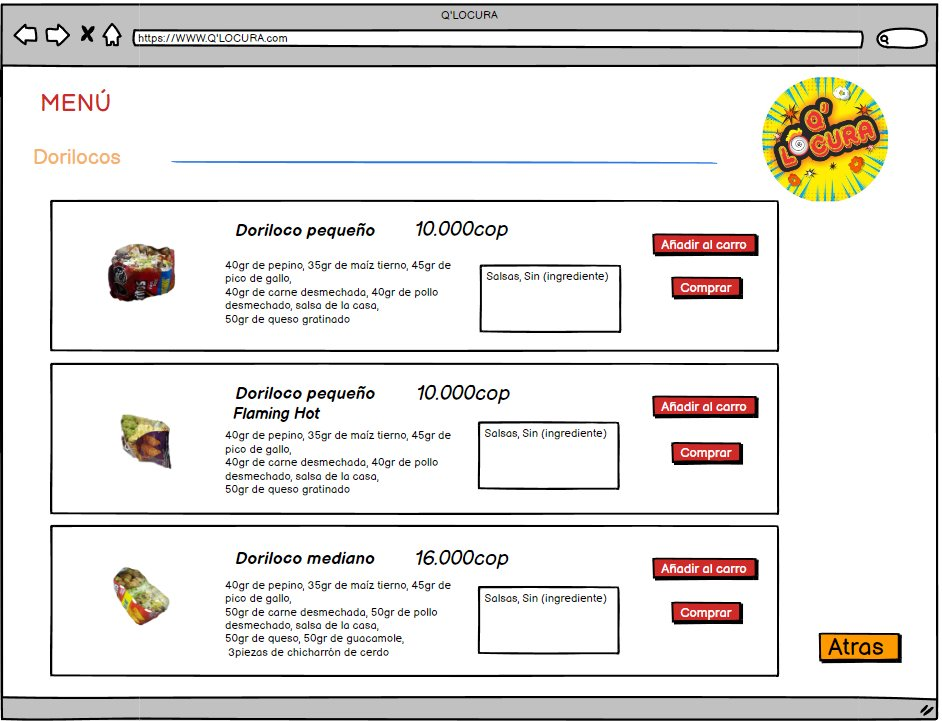 Q'LOCURA
https://WWW.Q'LOCURA.com
MENÚ
Q'
LOCURA
Dorilocos
Doriloco pequeño
10.000cop
Añadir al carro
40gr de pepino, 35gr de maíz tierno, 45gr de
pico de gallo,
40gr de carne desmechada, 40gr de pollo
desmechado, salsa de la casa,
50gr de queso gratinado
Salsas, Sin (ingrediente)
Comprar
Doriloco pequeño
Flaming Hot
10.000cop
Añadir al carro
40gr de pepino, 35gr de maíz tierno, 45gr de
pico de gallo,
40gr de carne desmechada, 40gr de pollo
desmechado, salsa de la casa,
50gr de queso gratinado
Salsas, Sin (ingrediente)
Comprar
Doriloco mediano
16.000cop
Añadir al carro
40gr de pepino, 35gr de maíz tierno, 45gr de
pico de gallo,
50gr de carne desmechada, 50gr de pollo
desmechado, salsa de la casa,
50gr de queso, 50gr de guacamole,
3piezas de chicharrón de cerdo
Salsas, Sin (ingrediente)
Comprar
Atras